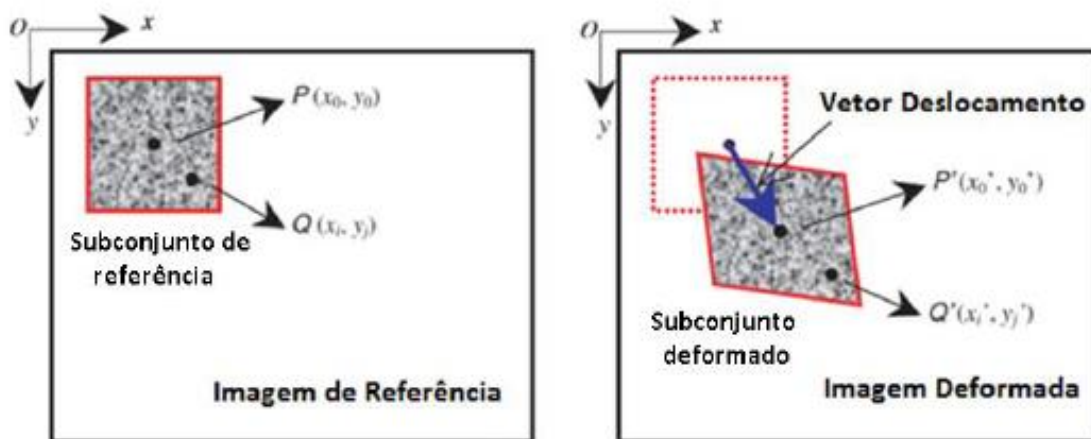 O x
y
P (x₀, y₀)
Q (xᵢ, yⱼ)
Subconjunto de
referência
Imagem de Referência
O x
y
Vetor Deslocamento
P' (x₀', y₀')
Q' (xᵢ', yⱼ')
Subconjunto
deformado
Imagem Deformada